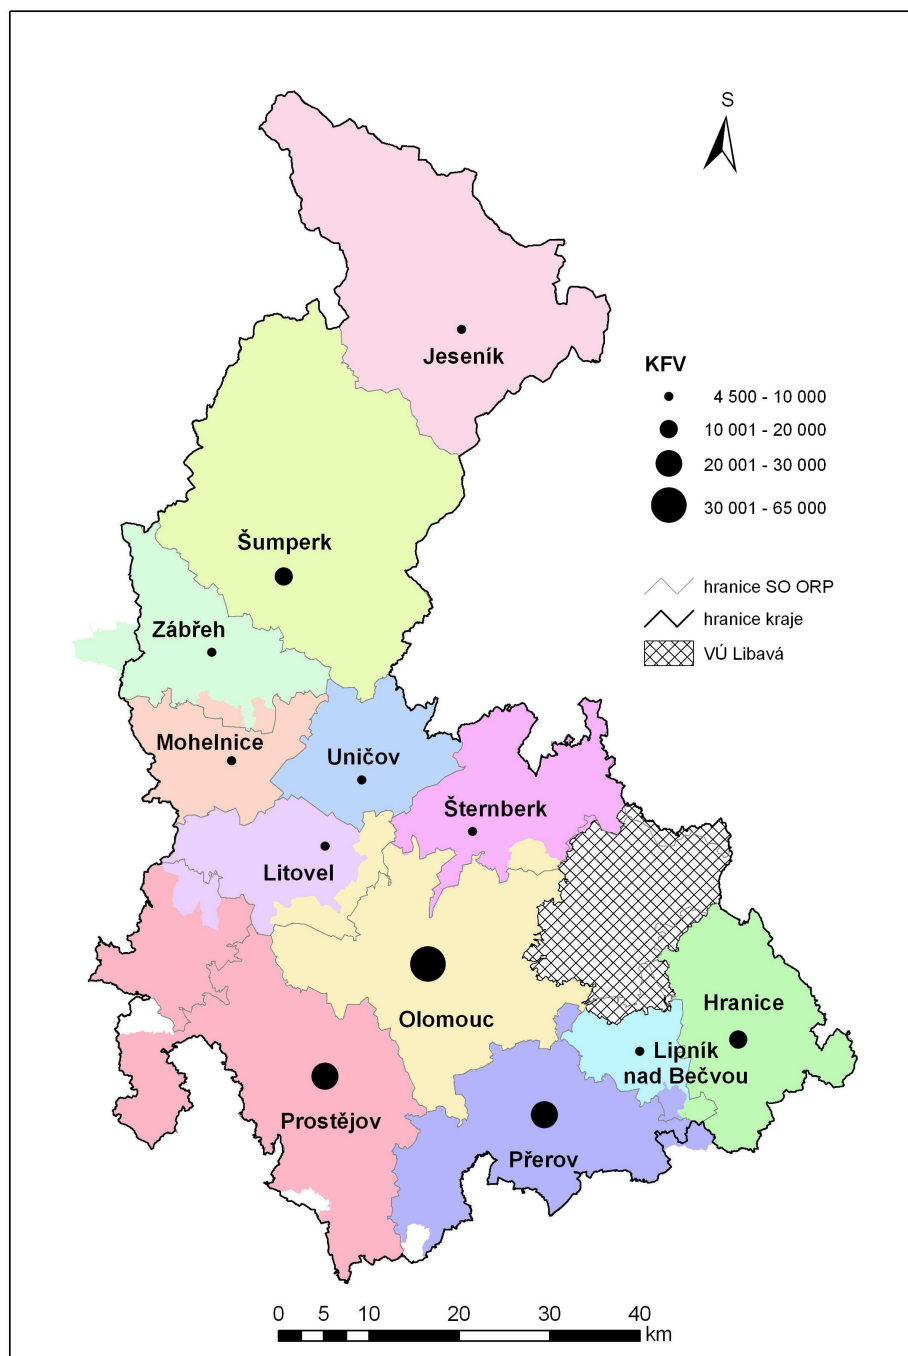 S
Jeseník
KFV
4 500 - 10 000
10 001 - 20 000
20 001 - 30 000
30 001 - 65 000
Šumperk
hranice SO ORP
hranice kraje
VÚ Libavá
Zábřeh
Mohelnice
Uničov
Šternberk
Litovel
Olomouc
Hranice
Lipník
nad Bečvou
Prostějov
Přerov
0 5 10 20 30 40
km